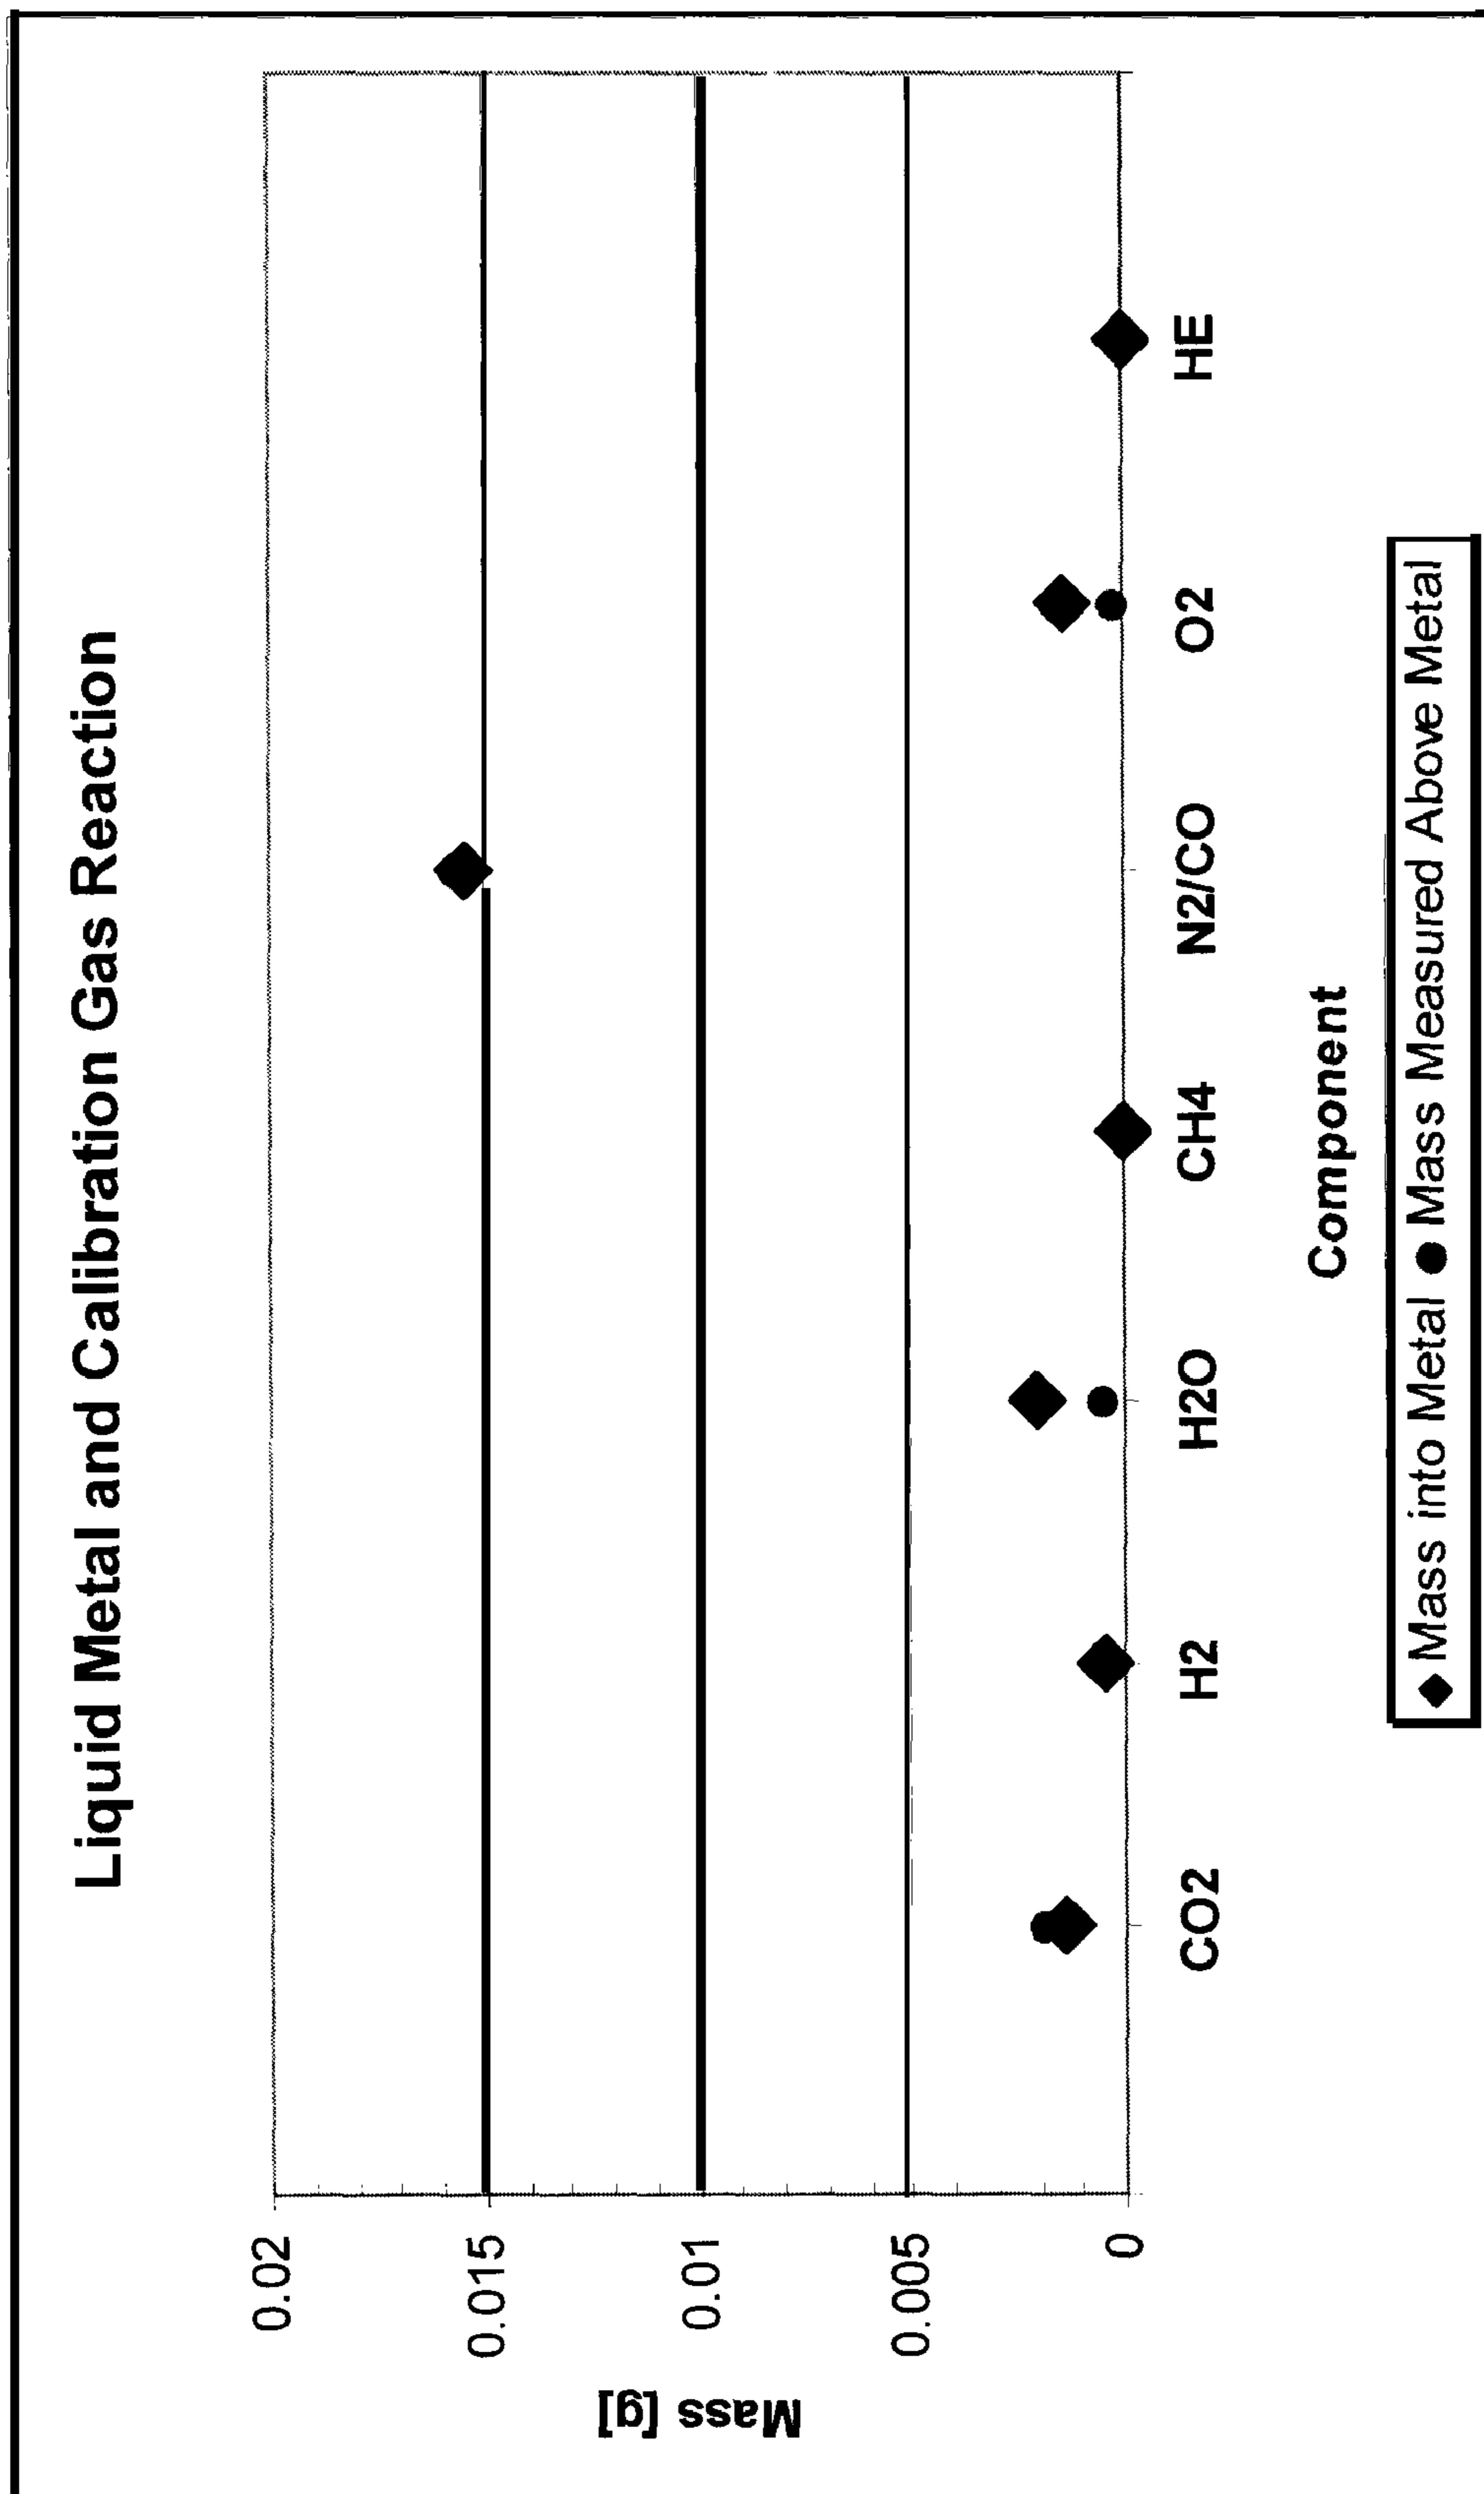 Liquid Metal and Calibration Gas Reaction
0.02
0.015
0.01
0.005
0
Mass [g]
CO2
H2
H2O
CH4
N2/CO
O2
HE
Component
Mass into Metal
Mass Measured Above Metal